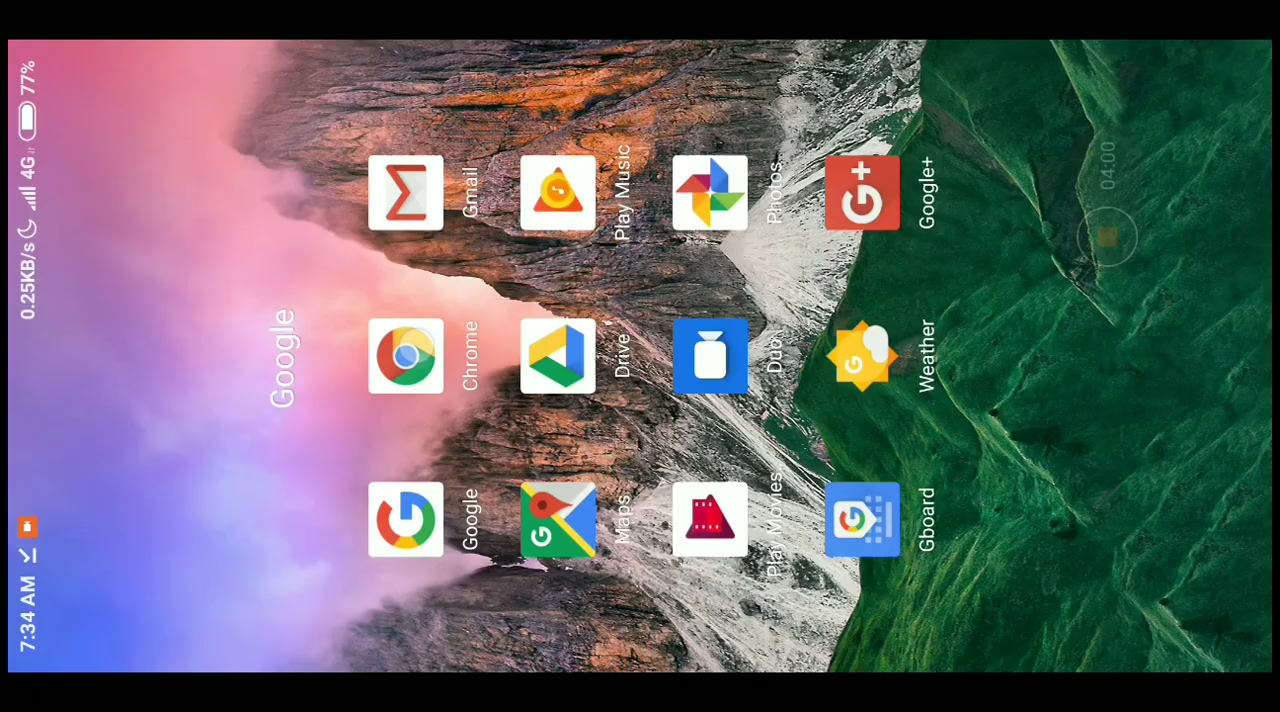 7:34 AM
0.25KB/s 4G 77%
Google
Google Chrome Gmail
Maps Drive Play Music
Play Movies Duo Photos
Gboard Weather Google+
04:00